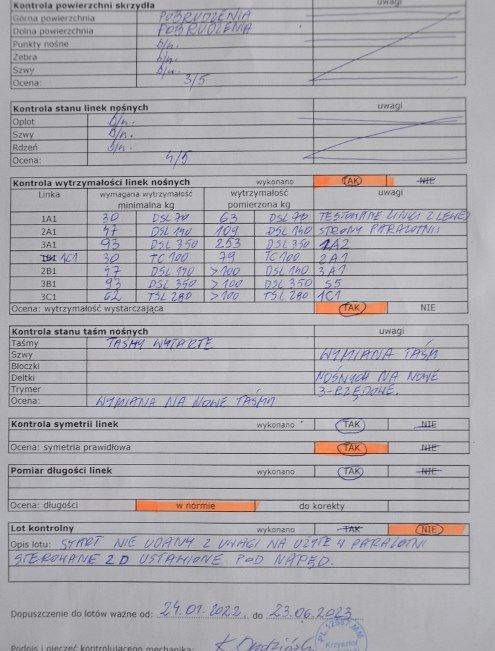 Kontrola powierzchni skrzydła uwagi
Górna powierzchnia POBRUDZENIA
Dolna powierzchnia POBRUDZENIA
Punkty nośne b/u.
Żebra b/u.
Szwy b/u.
Ocena: 3/5
Kontrola stanu linek nośnych uwagi
Oplot b/u.
Szwy b/u.
Rdzeń b/u.
Ocena: 4/5
Kontrola wytrzymałości linek nośnych wykonano TAK NIE
Linka wymagana wytrzymałość minimalna kg wytrzymałość pomierzona kg uwagi
1A1 30 DSL 70 63 DSL 70 TESTOWANE LINKI Z LEWEJ
2A1 47 DSL 140 109 DSL 140 STRONY PARALOTNI:
3A1 93 DSL 350 253 DSL 350 1A2
1C1 30 TC 100 79 TC 100 2A1
2B1 47 DSL 140 >100 DSL 140 3A1
3B1 93 DSL 350 >100 DSL 350
3C1 62 TSL 280 >100 TSL 280 1C1
Ocena: wytrzymałość wystarczająca TAK NIE
Kontrola stanu taśm nośnych uwagi
Taśmy TAŚMY WYTARTE
Szwy WYMIANA TAŚM
Bloczki
Deltki NOŚNYCH NA NOWE
Trymer 3-RZĘDOWE.
Ocena: WYMIANA NA NOWE TAŚMY
Kontrola symetrii linek wykonano TAK NIE
Ocena: symetria prawidłowa TAK NIE
Pomiar długości linek wykonano TAK NIE
Ocena: długości w normie do korekty
Lot kontrolny wykonano TAK NIE
Opis lotu: START NIE UDANY Z UWAGI NA UŻYTE W PARALOTNI
STEROWANE 2D USTAWIONE POD NAPĘD.
Dopuszczenie do lotów ważne od: 24.01.2022. do 23.06.2023
Podpis i pieczęć kontrolującego mechanika:
Krzysztof